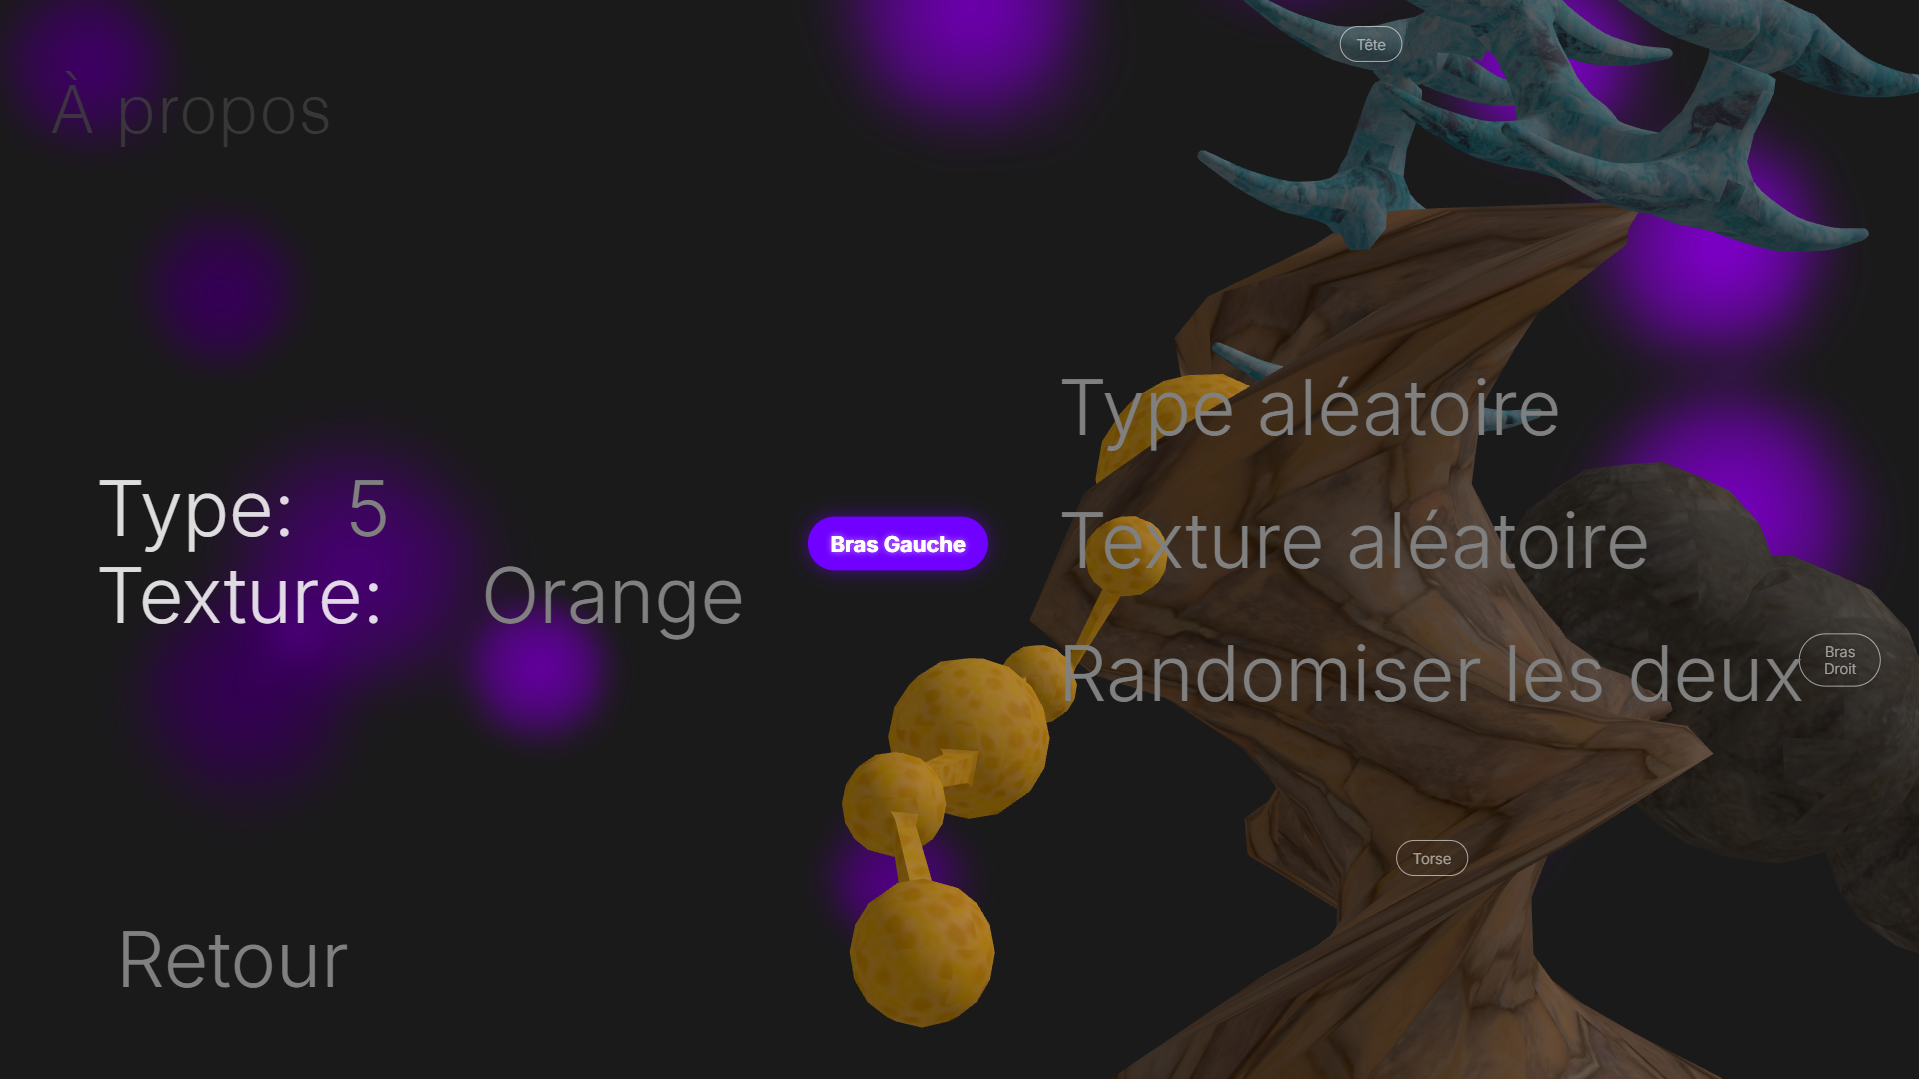 À propos
Tête
Type: 5
Texture: Orange
Bras Gauche
Type aléatoire
Texture aléatoire
Randomiser les deux
Bras
Droit
Torse
Retour